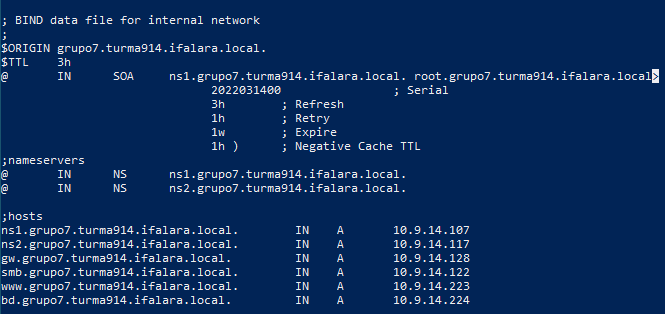 ; BIND data file for internal network
;
$ORIGIN grupo7.turma914.ifalara.local.
$TTL    3h
@       IN      SOA     ns1.grupo7.turma914.ifalara.local. root.grupo7.turma914.ifalara.local>
                              2022031400                ; Serial
                              3h        ; Refresh
                              1h        ; Retry
                              1w        ; Expire
                              1h )      ; Negative Cache TTL
;nameservers
@       IN      NS      ns1.grupo7.turma914.ifalara.local.
@       IN      NS      ns2.grupo7.turma914.ifalara.local.
;hosts
ns1.grupo7.turma914.ifalara.local.        IN    A       10.9.14.107
ns2.grupo7.turma914.ifalara.local.        IN    A       10.9.14.117
gw.grupo7.turma914.ifalara.local.         IN    A       10.9.14.128
smb.grupo7.turma914.ifalara.local.        IN    A       10.9.14.122
www.grupo7.turma914.ifalara.local.        IN    A       10.9.14.223
bd.grupo7.turma914.ifalara.local.         IN    A       10.9.14.224